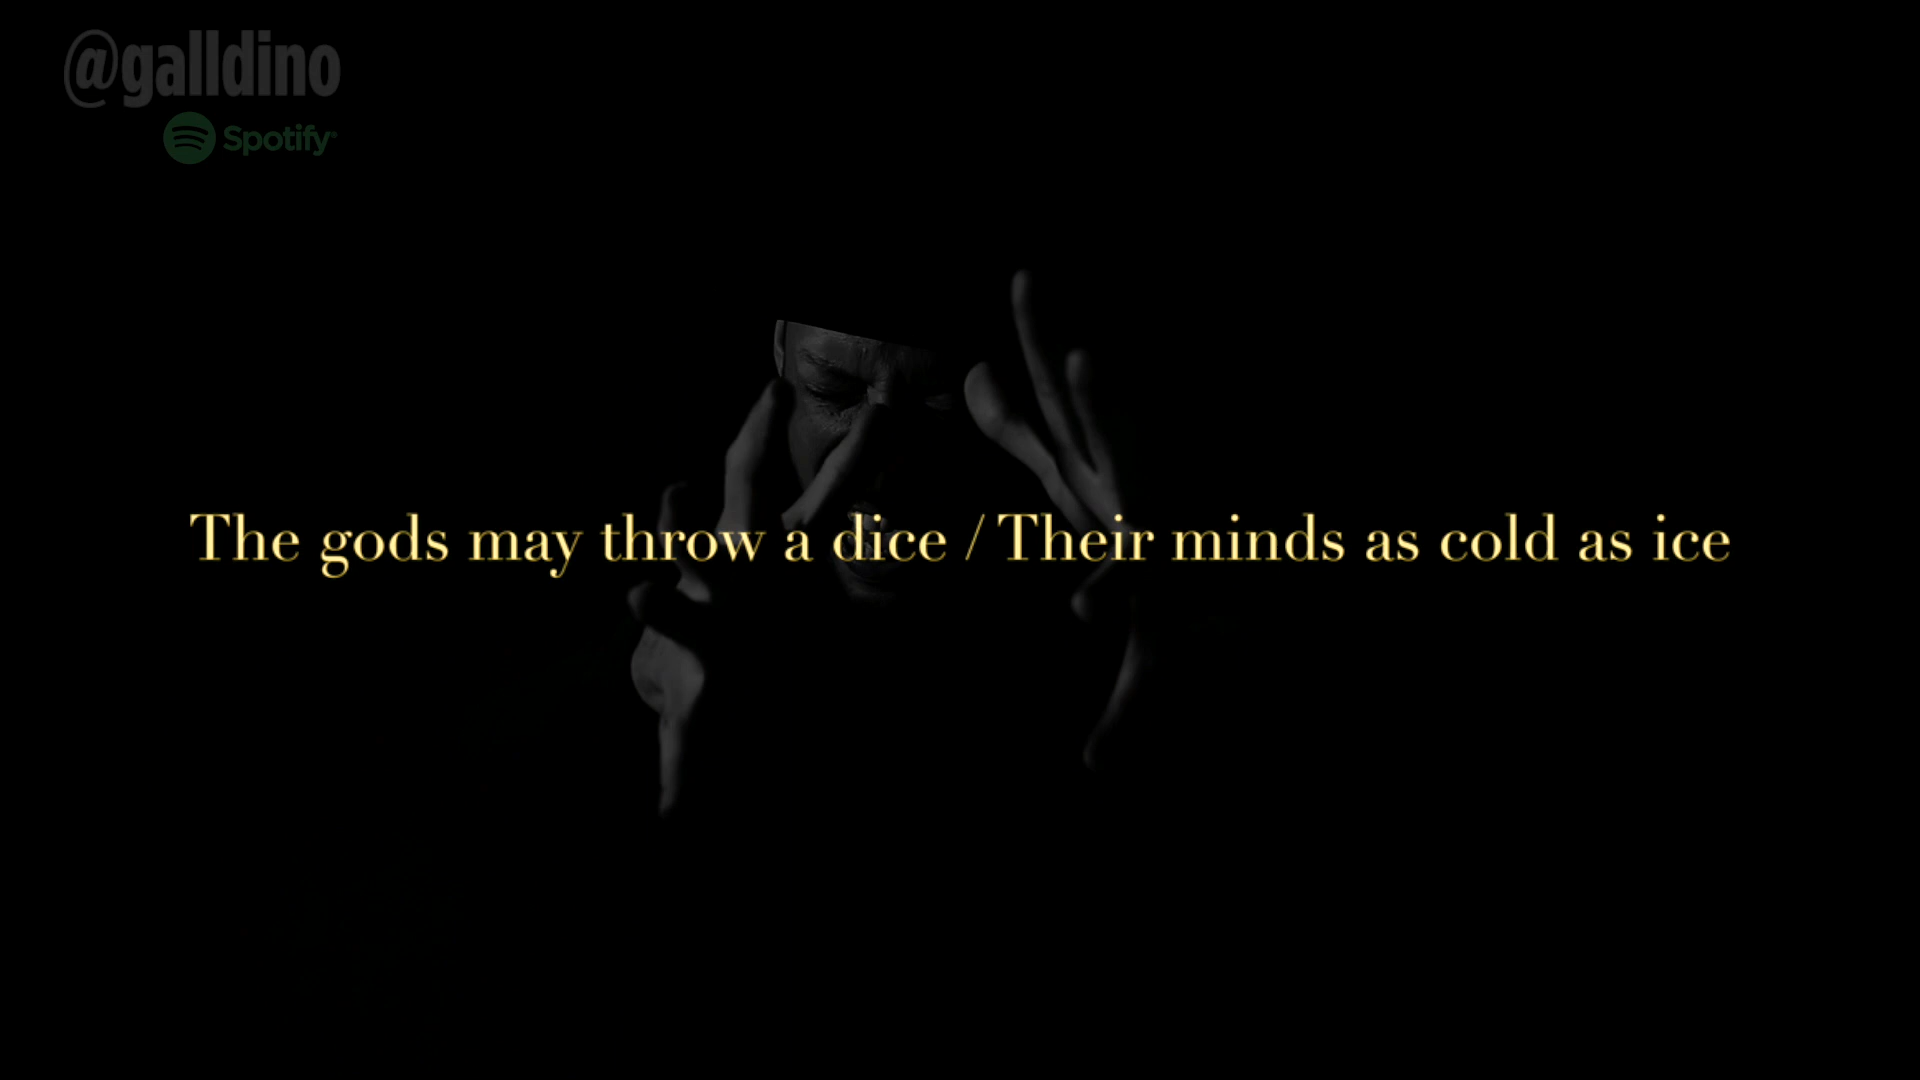 @galldino
Spotify
The gods may throw a dice / Their minds as cold as ice